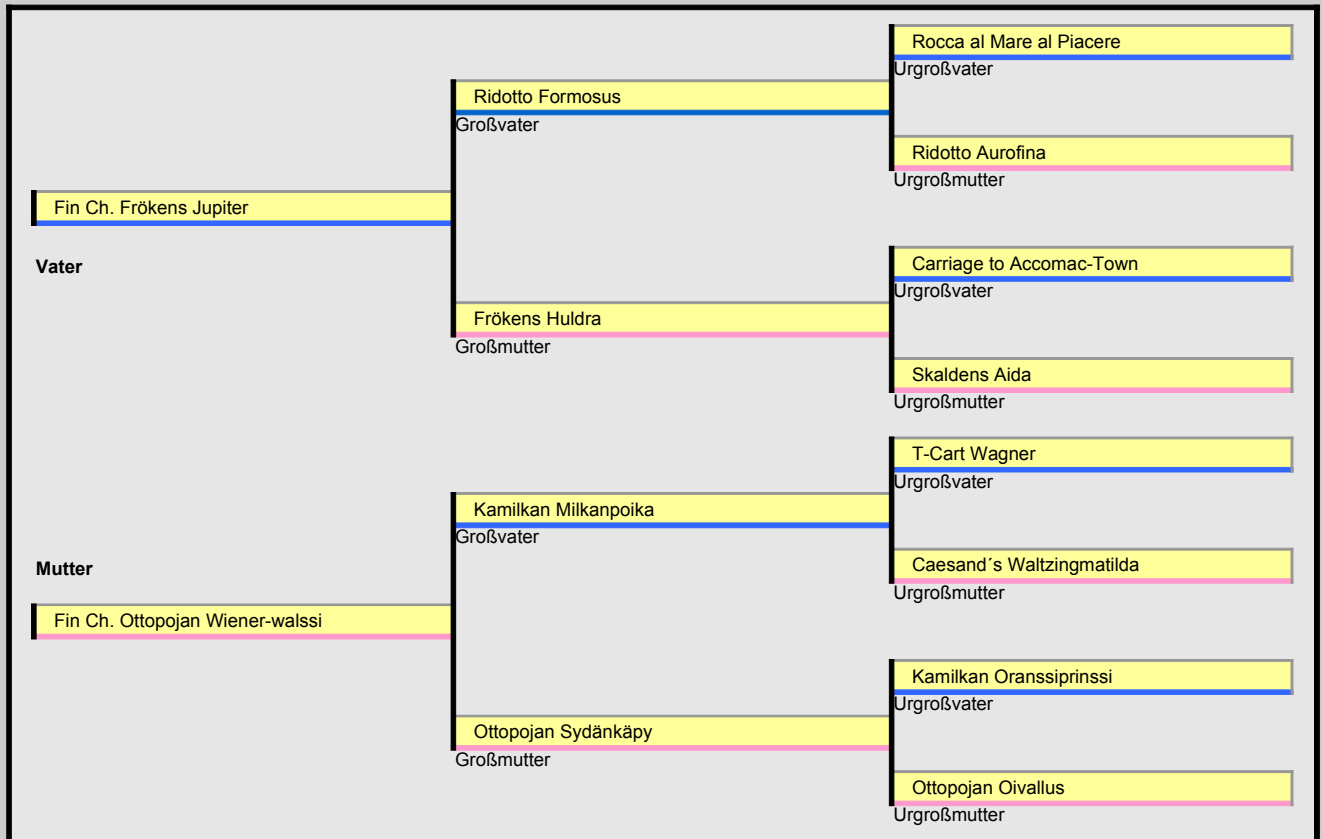 Rocca al Mare al Piacere
Urgroßvater
Ridotto Formosus
Großvater
Ridotto Aurofina
Urgroßmutter
Fin Ch. Frökens Jupiter
Vater
Carriage to Accomac-Town
Urgroßvater
Frökens Huldra
Großmutter
Skaldens Aida
Urgroßmutter
T-Cart Wagner
Urgroßvater
Kamilkan Milkanpoika
Großvater
Caesand´s Waltzingmatilda
Urgroßmutter
Mutter
Fin Ch. Ottopojan Wiener-walssi
Kamilkan Oranssiprinssi
Urgroßvater
Ottopojan Sydänkäpy
Großmutter
Ottopojan Oivallus
Urgroßmutter